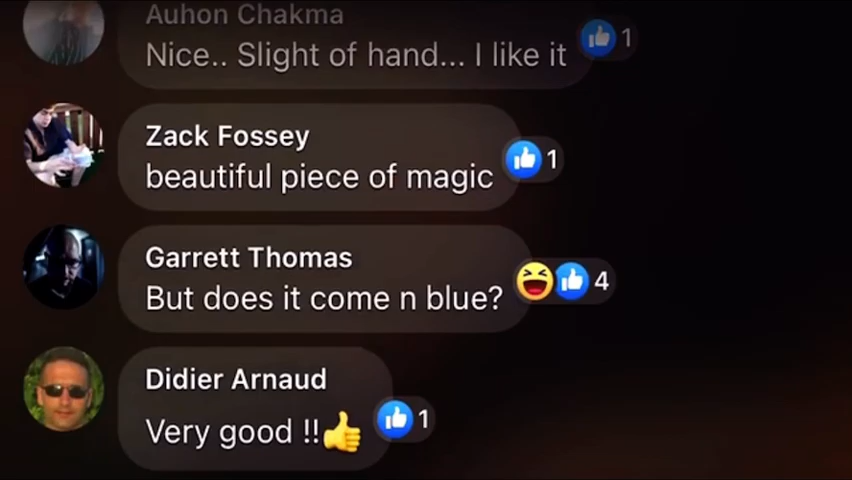 Auhon Chakma
Nice.. Slight of hand... I like it
1
Zack Fossey
beautiful piece of magic
1
Garrett Thomas
But does it come n blue?
4
Didier Arnaud
Very good !!👍
1